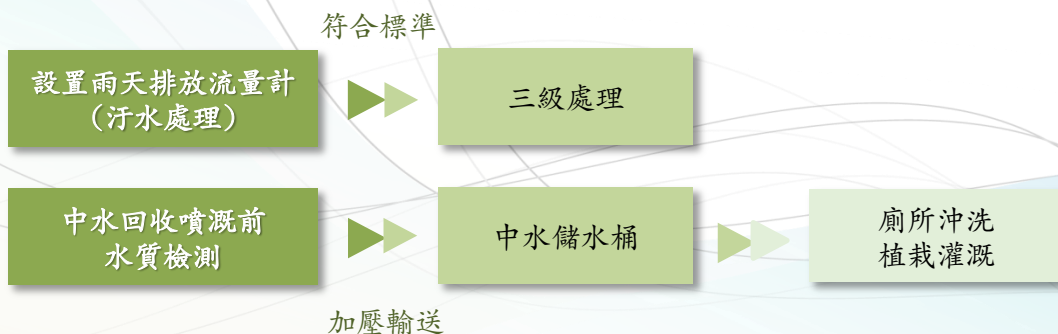 符合標準
設置雨天排放流量計
（汙水處理）
三級處理
中水回收噴溉前
水質檢測
中水儲水桶
廁所沖洗
植栽灌溉
加壓輸送